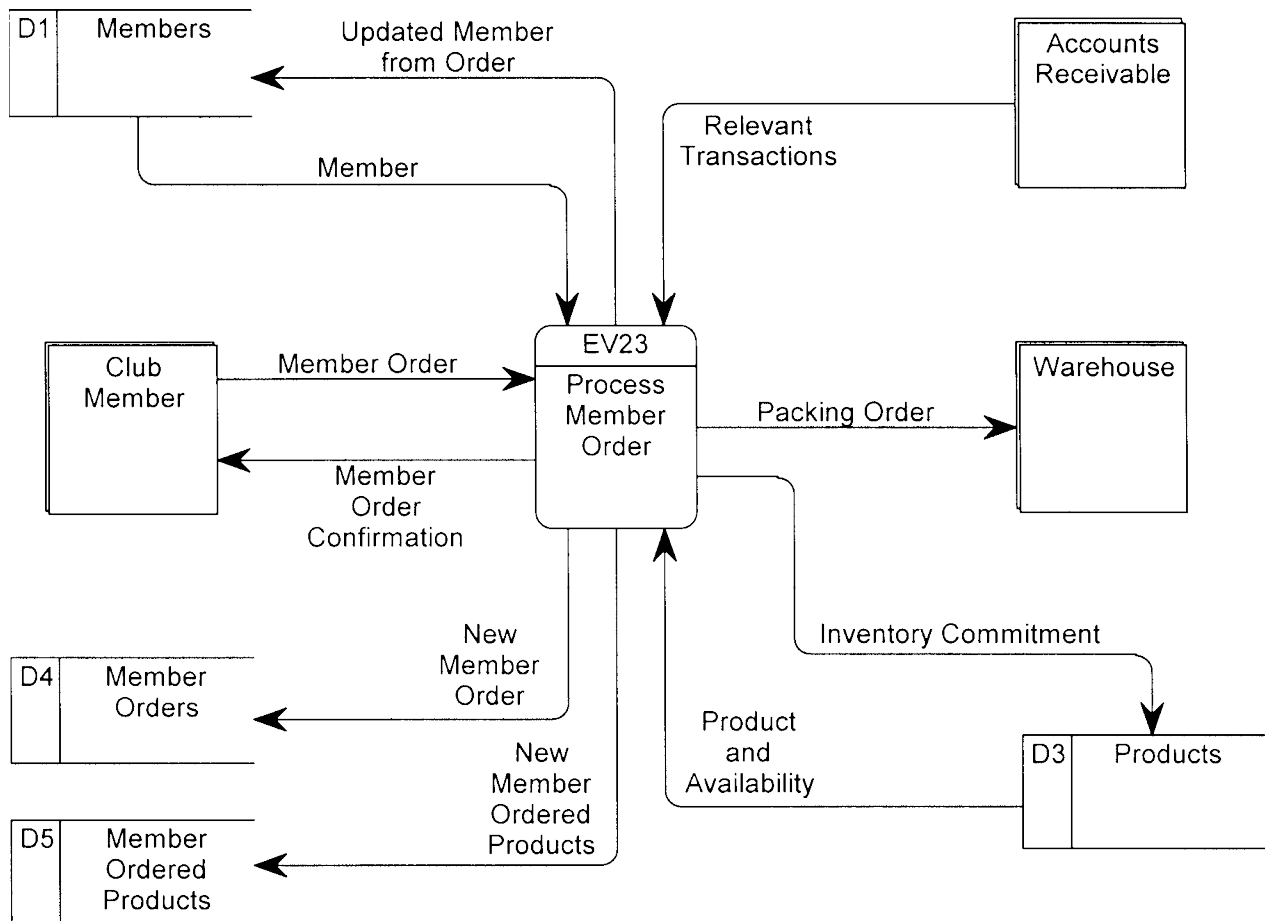 D1
Members
Updated Member
from Order
Accounts
Receivable
Relevant
Transactions
Member
EV23
Process
Member
Order
Club
Member
Member Order
Warehouse
Packing Order
Member
Order
Confirmation
Inventory Commitment
New
Member
Order
D4
Member
Orders
Product
and
Availability
D3
Products
New
Member
Ordered
Products
D5
Member
Ordered
Products